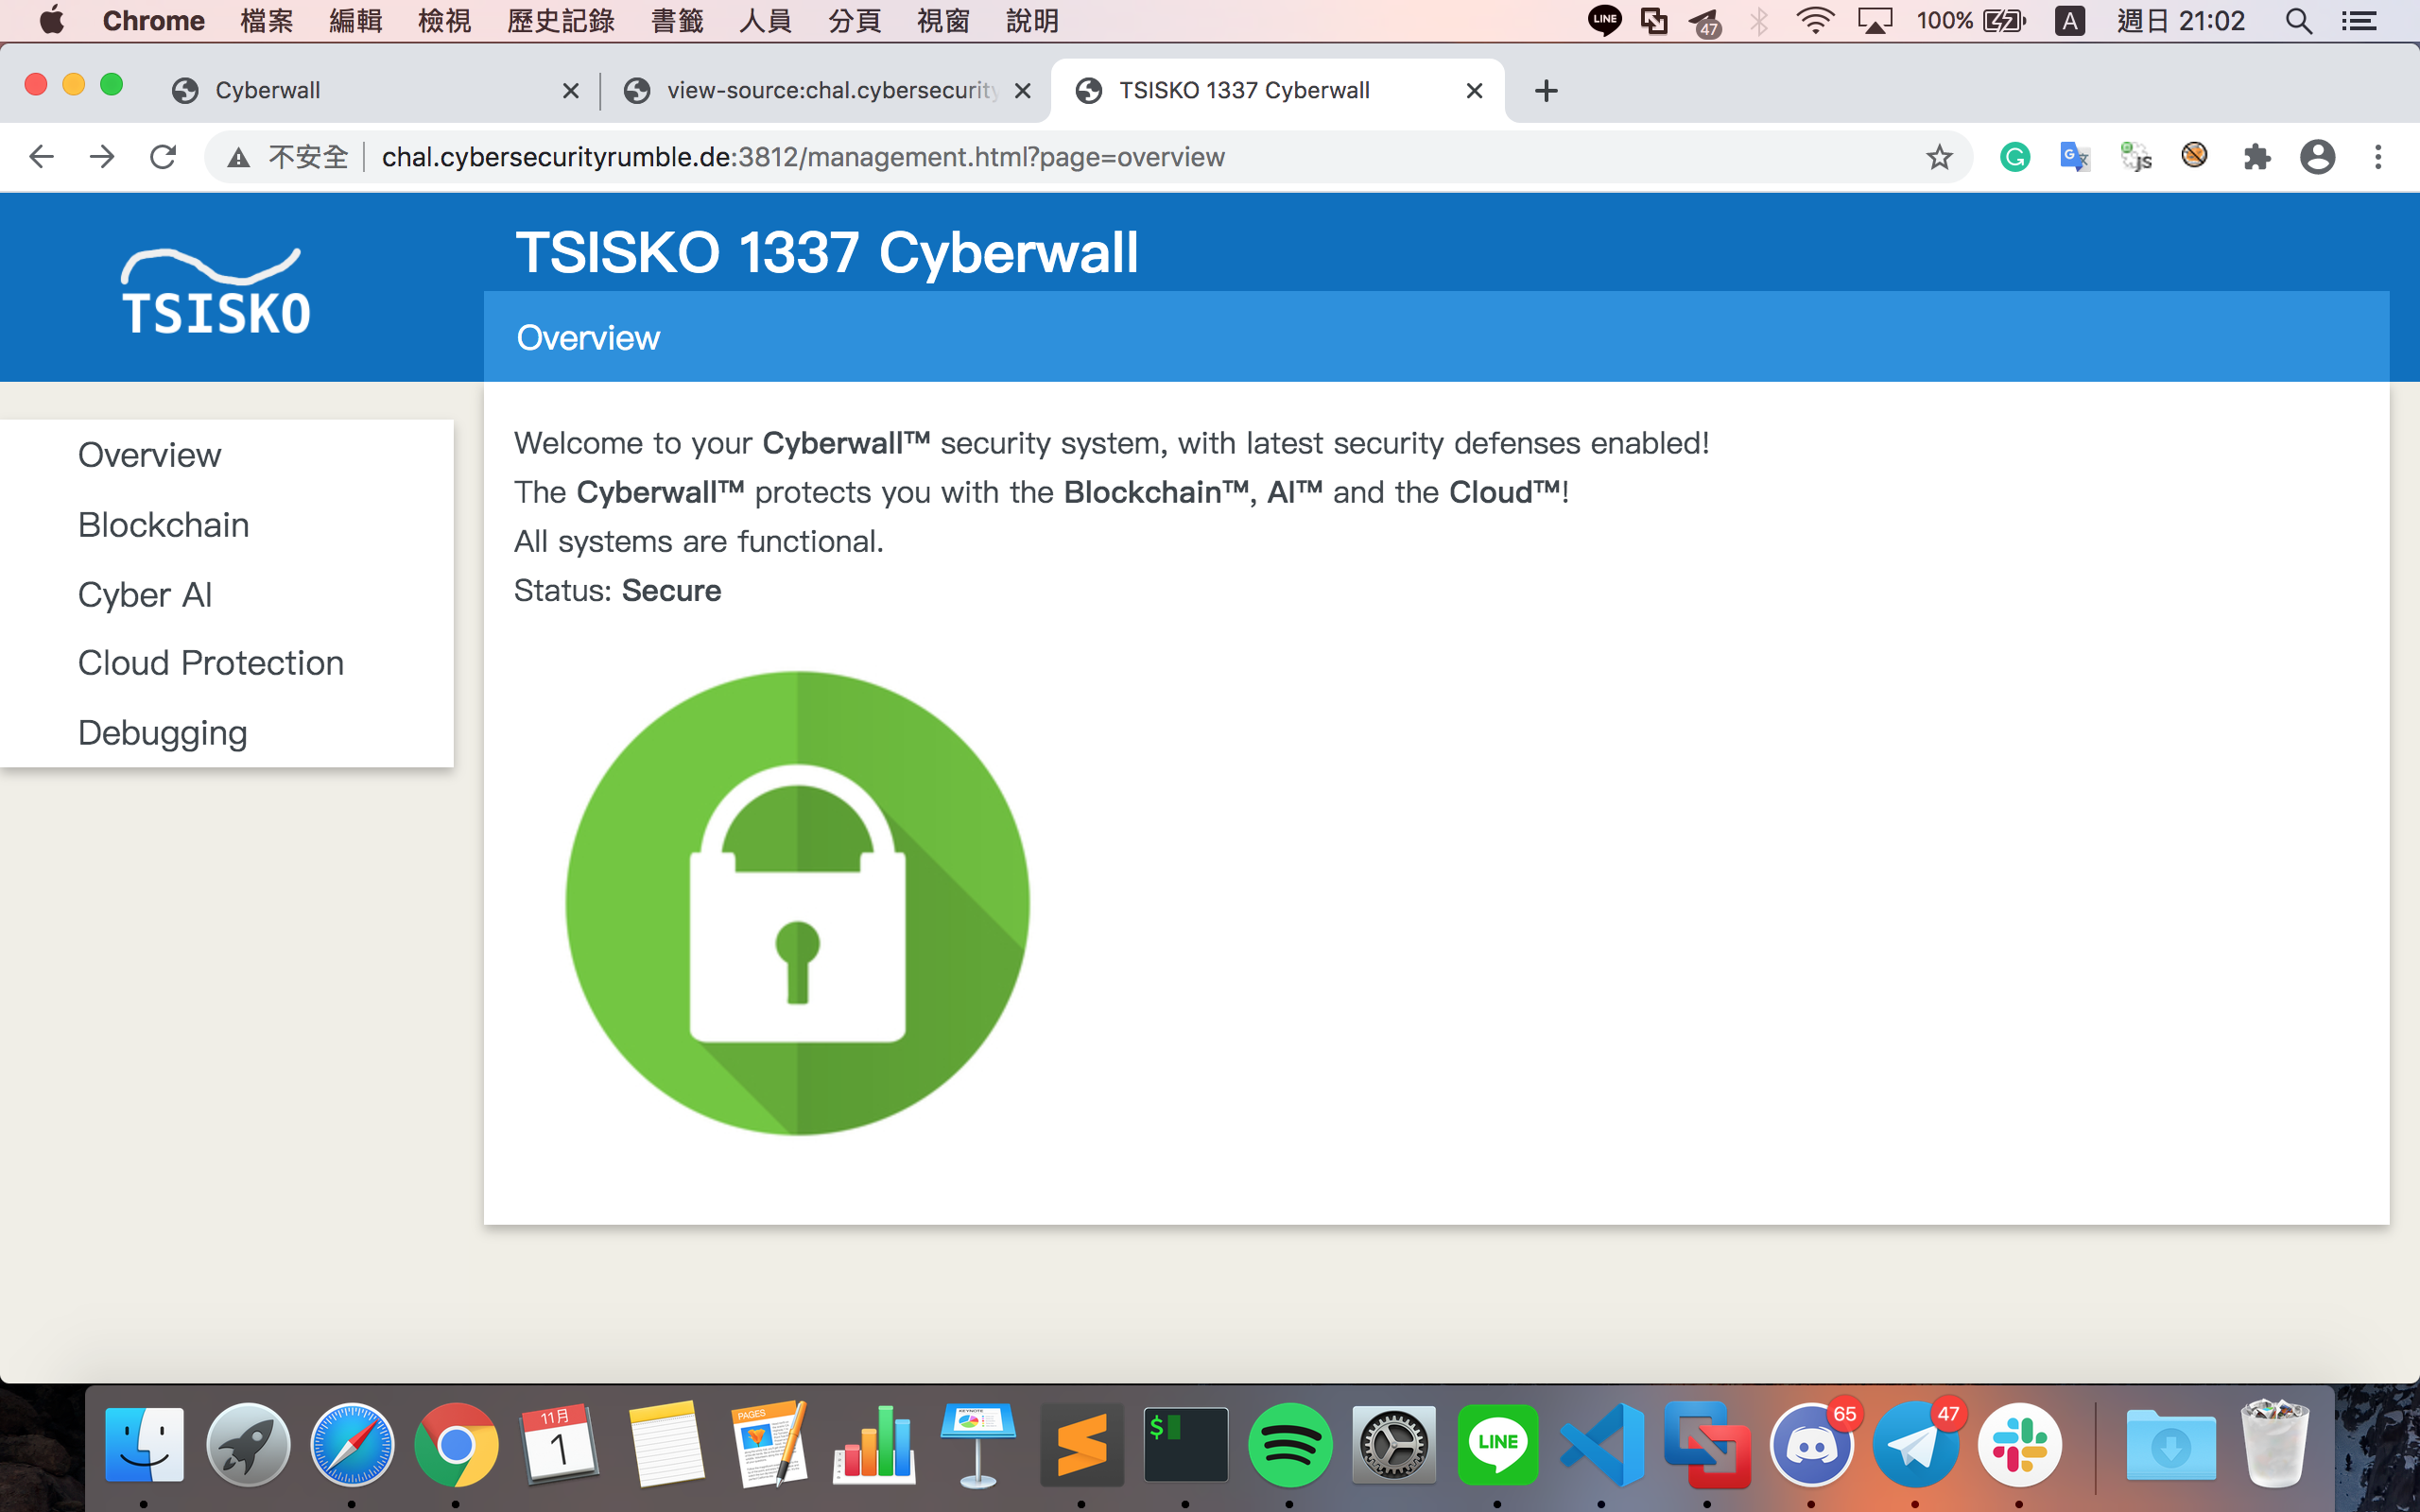 Chrome 檔案 編輯 檢視 歷史記錄 書籤 人員 分頁 視窗 說明 LINE 47 100% A 週日 21:02
Cyberwall view-source:chal.cybersecurity TSISKO 1337 Cyberwall
不安全 chal.cybersecurityrumble.de:3812/management.html?page=overview
TSISKO
TSISKO 1337 Cyberwall
Overview
Overview
Blockchain
Cyber AI
Cloud Protection
Debugging
Welcome to your Cyberwall™ security system, with latest security defenses enabled!
The Cyberwall™ protects you with the Blockchain™, AI™ and the Cloud™!
All systems are functional.
Status: Secure
11月
1
PAGES
KEYNOTE
$
LINE
65
47